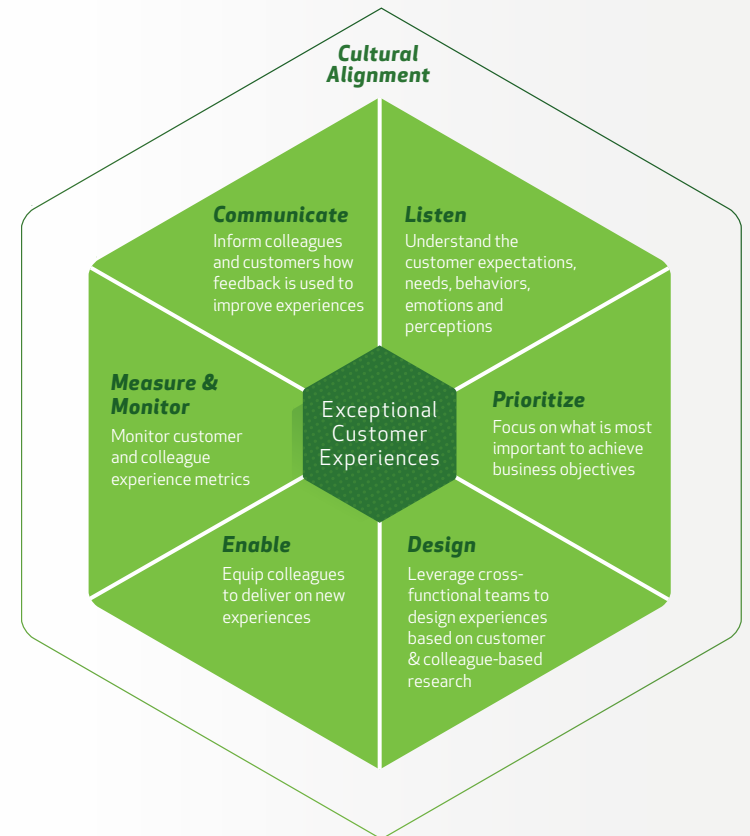 Cultural
Alignment
Communicate
Inform colleagues
and customers how
feedback is used to
improve experiences
Listen
Understand the
customer expectations,
needs, behaviors,
emotions and
perceptions
Measure &
Monitor
Monitor customer
and colleague
experience metrics
Exceptional
Customer
Experiences
Prioritize
Focus on what is most
important to achieve
business objectives
Enable
Equip colleagues
to deliver on new
experiences
Design
Leverage cross-
functional teams to
design experiences
based on customer
& colleague-based
research